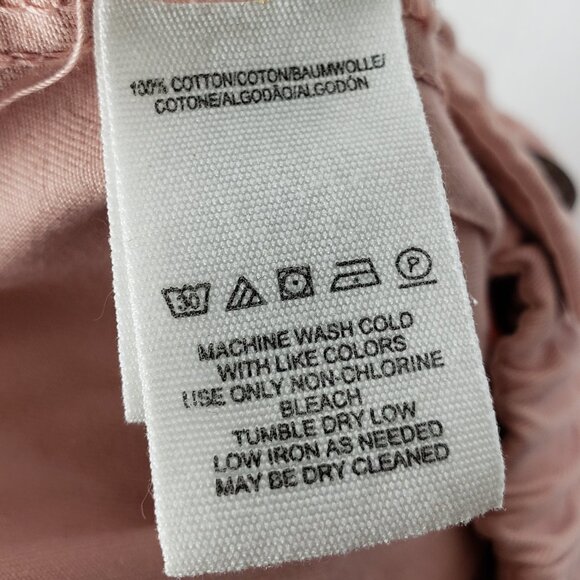 100% COTTON/COTON/BAUMWOLLE/
COTONE/ALGODÃO/ALGODÓN
30 P
MACHINE WASH COLD
WITH LIKE COLORS
USE ONLY NON-CHLORINE
BLEACH
TUMBLE DRY LOW
LOW IRON AS NEEDED
MAY BE DRY CLEANED